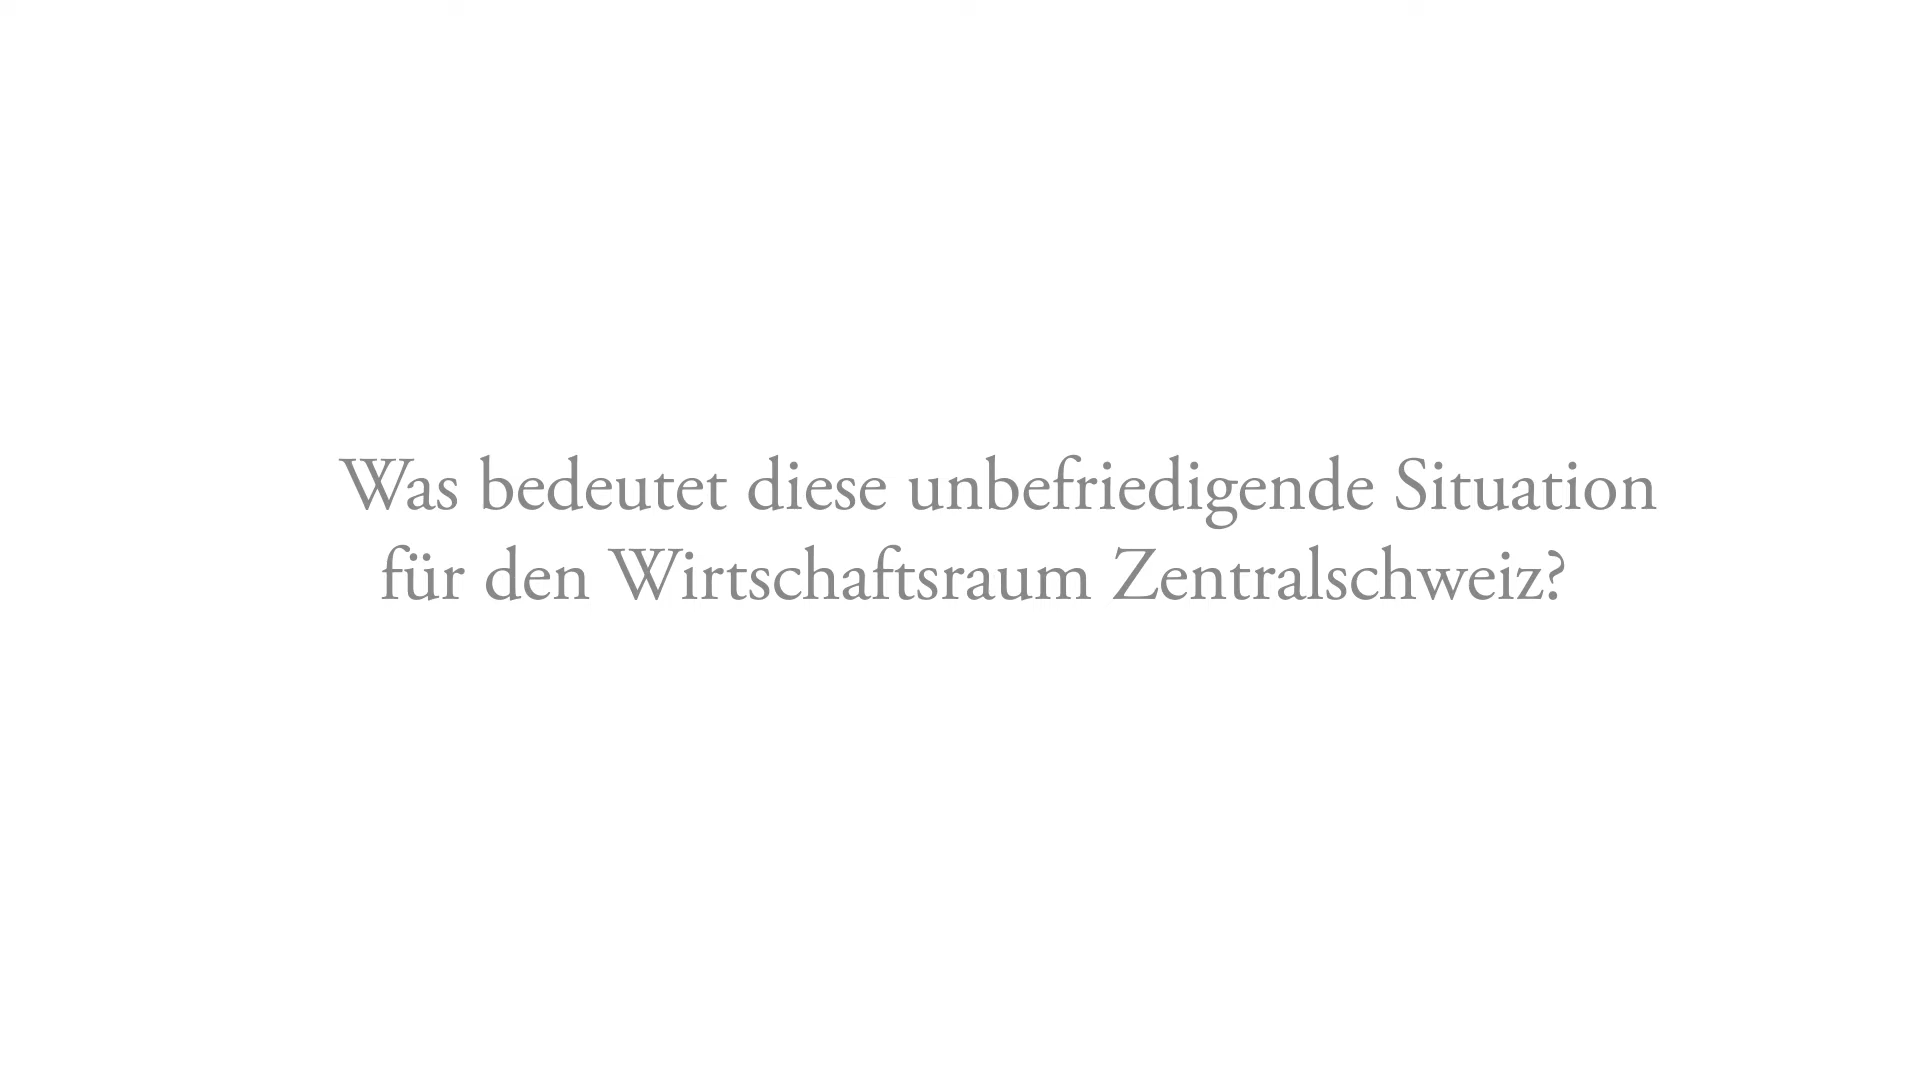 Was bedeutet diese unbefriedigende Situation
für den Wirtschaftsraum Zentralschweiz?